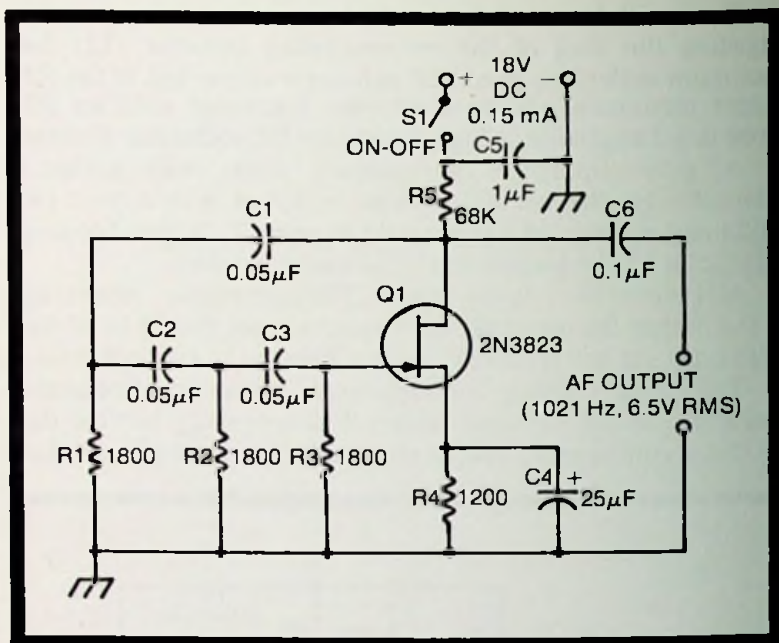 18V
+ DC −
S1 0.15 mA
ON-OFF C5
1µF
R5
68K
C1 C6
0.05µF 0.1µF
Q1
C2 C3 2N3823
0.05µF 0.05µF
AF OUTPUT
(1021 Hz, 6.5V RMS)
R1 1800 R2 1800 R3 1800
C4 +
R4 1200 25µF